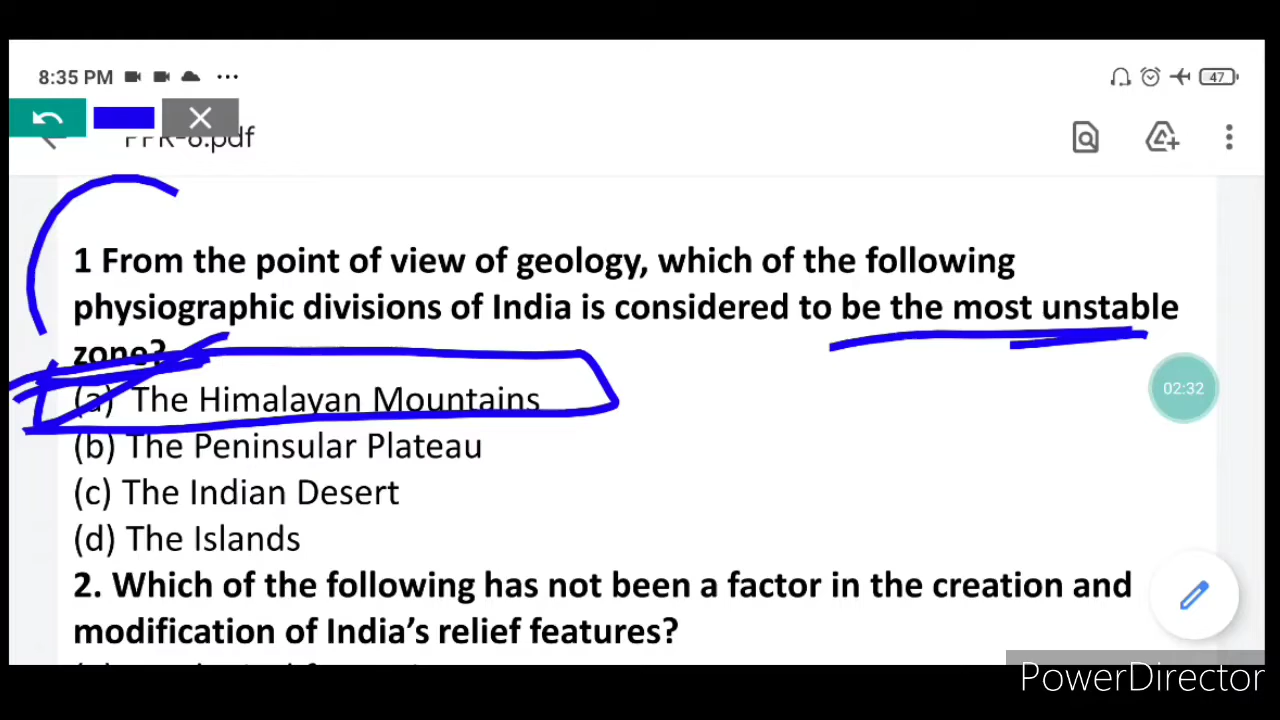 8:35 PM
47
PPR-8.pdf
1 From the point of view of geology, which of the following
physiographic divisions of India is considered to be the most unstable
zone?
(a) The Himalayan Mountains
02:32
(b) The Peninsular Plateau
(c) The Indian Desert
(d) The Islands
2. Which of the following has not been a factor in the creation and
modification of India's relief features?
PowerDirector